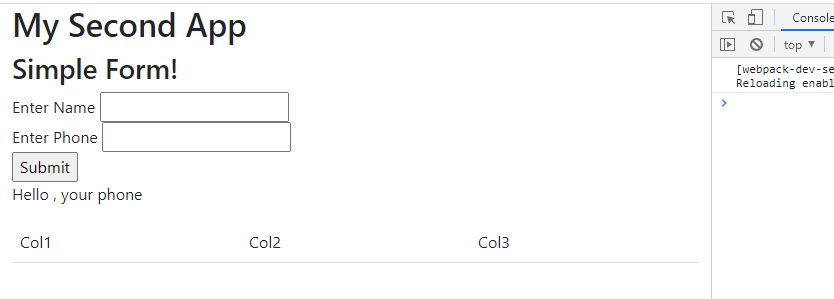 My Second App
Simple Form!
Enter Name
Enter Phone
Submit
Hello , your phone
Col1 Col2 Col3
Console
top ▼
[webpack-dev-se
Reloading enabl